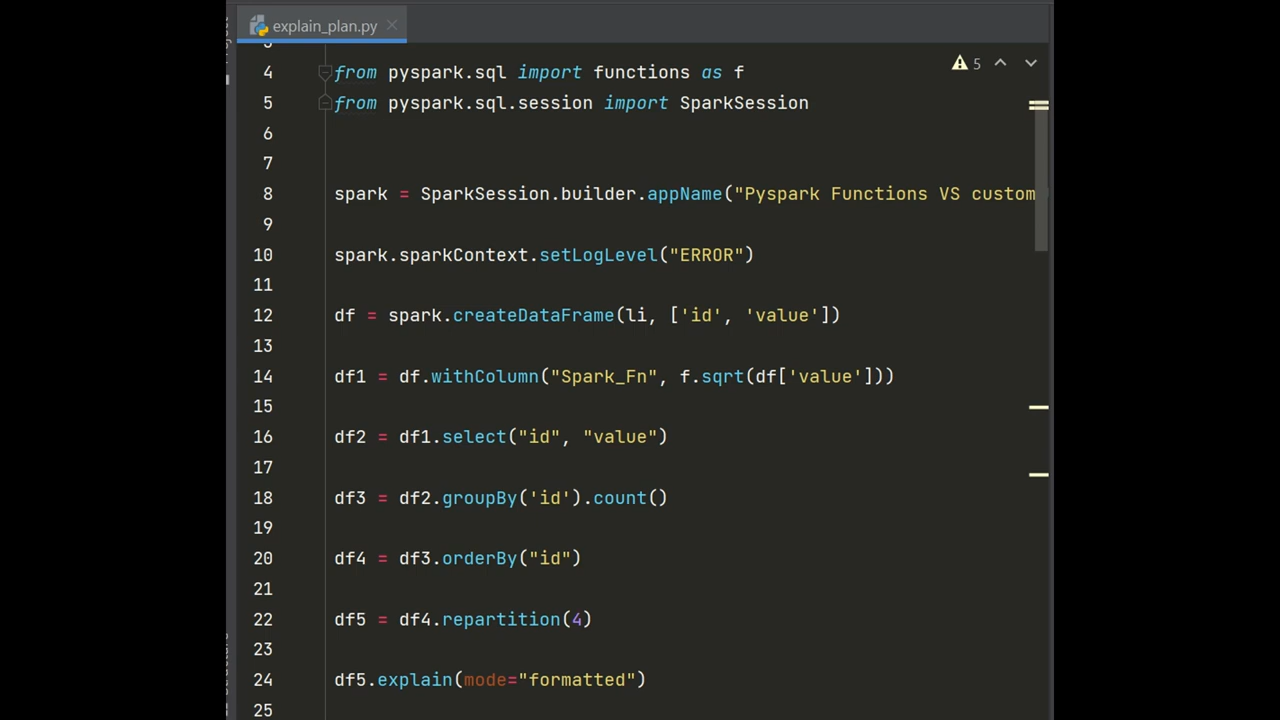 explain_plan.py
4 from pyspark.sql import functions as f
5 from pyspark.sql.session import SparkSession
6
7
8 spark = SparkSession.builder.appName("Pyspark Functions VS custom
9
10 spark.sparkContext.setLogLevel("ERROR")
11
12 df = spark.createDataFrame(li, ['id', 'value'])
13
14 df1 = df.withColumn("Spark_Fn", f.sqrt(df['value']))
15
16 df2 = df1.select("id", "value")
17
18 df3 = df2.groupBy('id').count()
19
20 df4 = df3.orderBy("id")
21
22 df5 = df4.repartition(4)
23
24 df5.explain(mode="formatted")
25
5